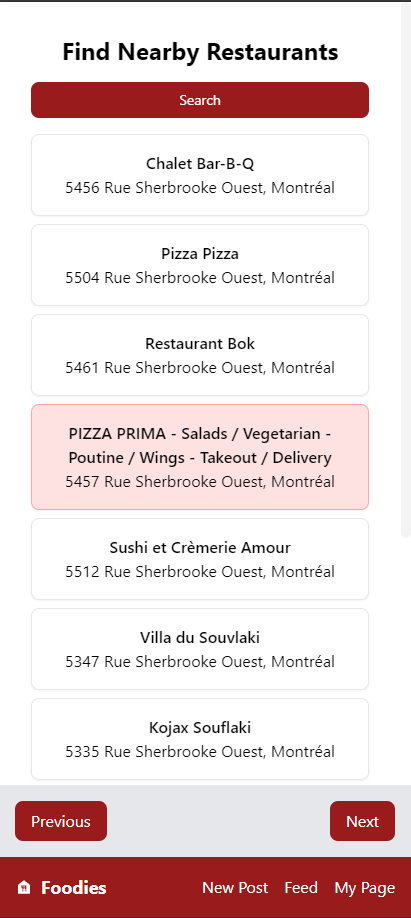 Find Nearby Restaurants
Search
Chalet Bar-B-Q
5456 Rue Sherbrooke Ouest, Montréal
Pizza Pizza
5504 Rue Sherbrooke Ouest, Montréal
Restaurant Bok
5461 Rue Sherbrooke Ouest, Montréal
PIZZA PRIMA - Salads / Vegetarian -
Poutine / Wings - Takeout / Delivery
5457 Rue Sherbrooke Ouest, Montréal
Sushi et Crèmerie Amour
5512 Rue Sherbrooke Ouest, Montréal
Villa du Souvlaki
5347 Rue Sherbrooke Ouest, Montréal
Kojax Souflaki
5335 Rue Sherbrooke Ouest, Montréal
Previous Next
Foodies New Post Feed My Page